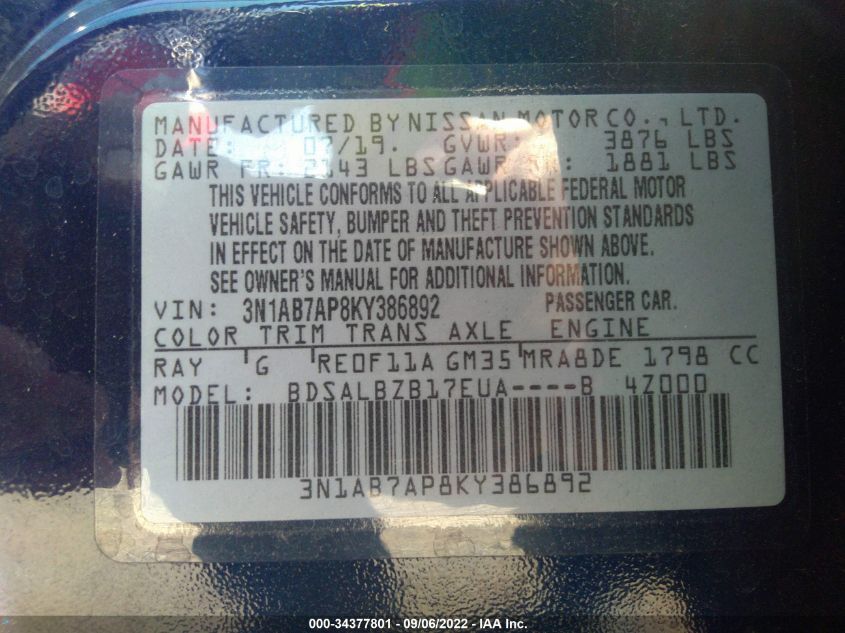 MANUFACTURED BY NISSAN MOTOR CO., LTD.
DATE: 07/19. GVWR 3876 LBS
GAWR FR: LBS GAWR 1881 LBS
THIS VEHICLE CONFORMS TO ALL APPLICABLE FEDERAL MOTOR
VEHICLE SAFETY, BUMPER AND THEFT PREVENTION STANDARDS
IN EFFECT ON THE DATE OF MANUFACTURE SHOWN ABOVE.
SEE OWNER'S MANUAL FOR ADDITIONAL INFORMATION.
VIN: 3N1AB7AP8KY386892 PASSENGER CAR.
COLOR TRIM TRANS AXLE ENGINE
RAY G RE0F11A GM35 MRA8DE 1798 CC
MODEL: BDSALBZB17EUA----B 4Z000
3N1AB7AP8KY386892
000-34377801 - 09/06/2022 - IAA Inc.